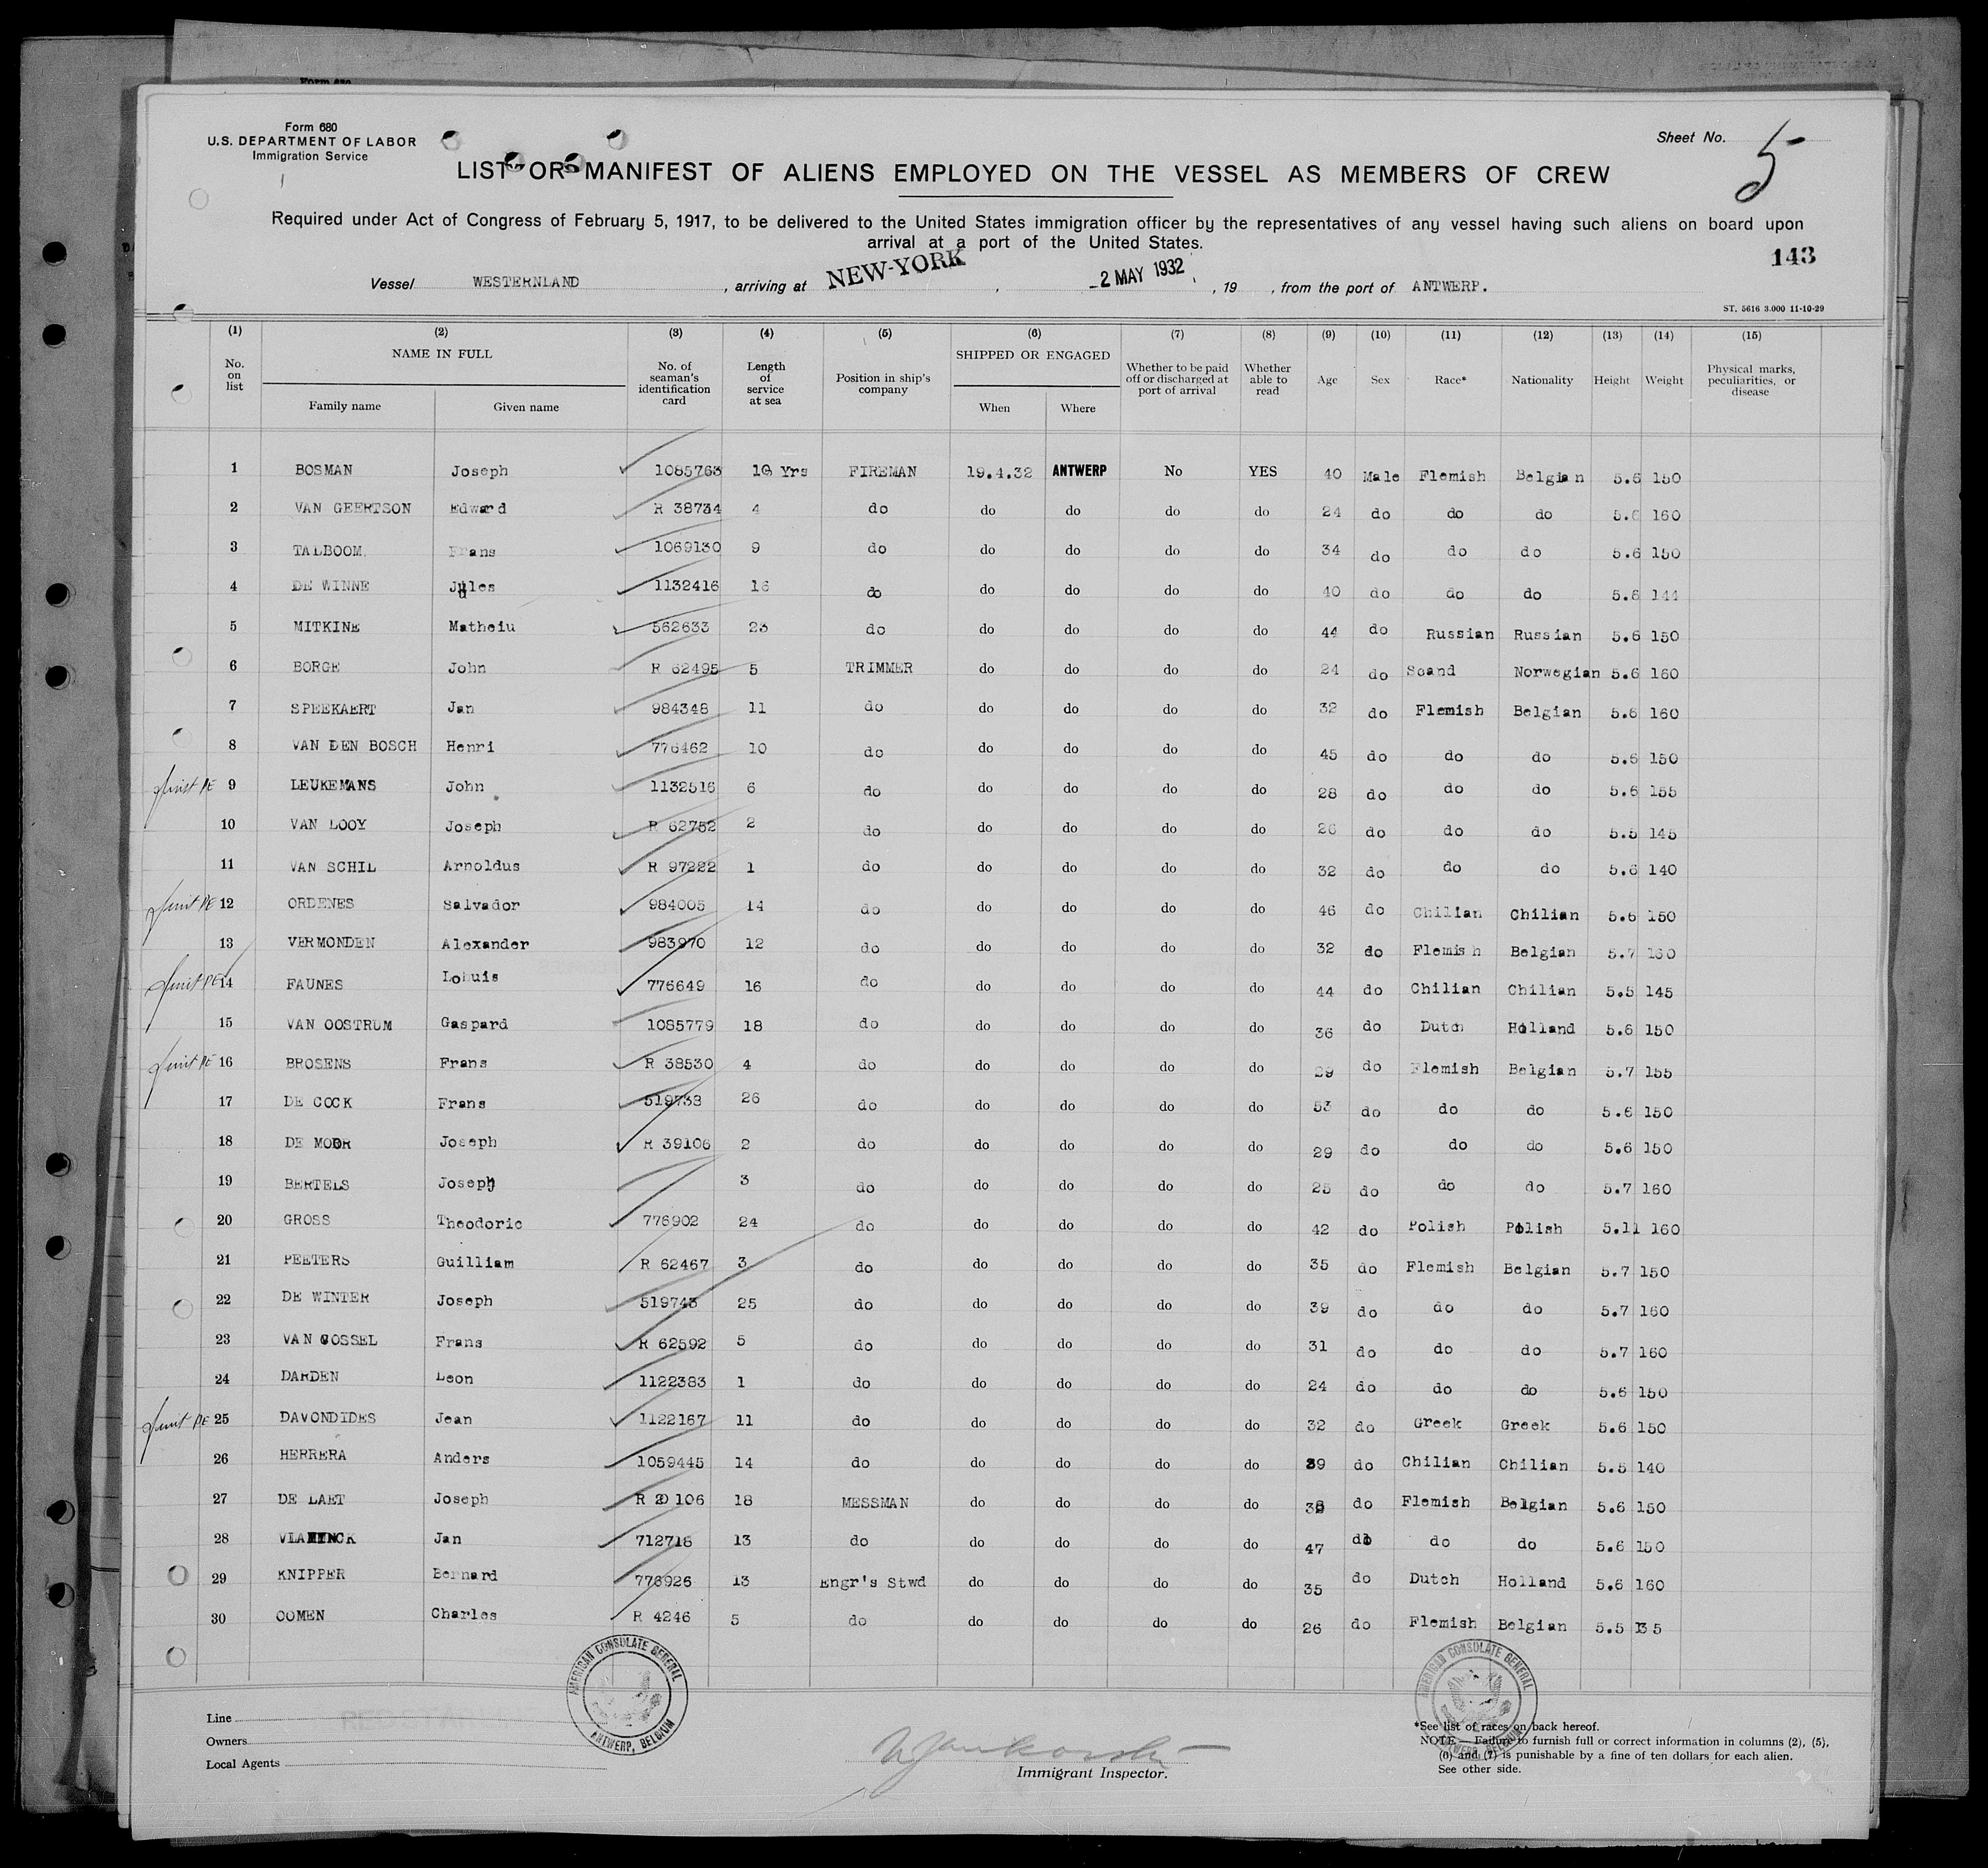 Form 680
U.S. DEPARTMENT OF LABOR
Immigration Service
Sheet No. 5
LIST OR MANIFEST OF ALIENS EMPLOYED ON THE VESSEL AS MEMBERS OF CREW
Required under Act of Congress of February 5, 1917, to be delivered to the United States immigration officer by the representatives of any vessel having such aliens on board upon
arrival at a port of the United States.
143
Vessel WESTERNLAND , arriving at NEW-YORK , -2 MAY 1932 , 19 , from the port of ANTWERP.
ST. 5616 3.000 11-10-29
(1) (2) (3) (4) (5) (6) (7) (8) (9) (10) (11) (12) (13) (14) (15)
No. on list NAME IN FULL Family name Given name No. of seaman's identification card Length of service at sea Position in ship's company SHIPPED OR ENGAGED When Where Whether to be paid off or discharged at port of arrival Whether able to read Age Sex Race* Nationality Height Weight Physical marks, peculiarities, or disease
1 BOSMAN Joseph 1085763 10 Yrs FIREMAN 19.4.32 ANTWERP No YES 40 Male Flemish Belgian 5.6 150
2 VAN GEERTSON Edward R 38734 4 do do do do do 24 do do do 5.6 160
3 TALBOOM Frans 1069130 9 do do do do do 34 do do do 5.6 150
4 DE WINNE Jules 1132416 16 do do do do do 40 do do do 5.6 144
5 MITKINE Matheiu 562633 23 do do do do do 44 do Russian Russian 5.6 150
6 BORGE John R 62495 5 TRIMMER do do do do 24 do Scand Norwegian 5.6 160
7 SPEEKAERT Jan 984348 11 do do do do do 32 do Flemish Belgian 5.6 160
8 VAN DEN BOSCH Henri 776462 10 do do do do do 45 do do do 5.6 150
9 LEUKEMANS John 1132516 6 do do do do do 28 do do do 5.6 155
10 VAN LOOY Joseph R 62752 2 do do do do do 26 do do do 5.5 145
11 VAN SCHIL Arnoldus R 97222 1 do do do do do 32 do do do 5.6 140
12 ORDENES Salvador 984005 14 do do do do do 46 do Chilian Chilian 5.6 150
13 VERMONDEN Alexander 983970 12 do do do do do 32 do Flemish Belgian 5.7 160
14 FAUNES 776649 16 do do do do do 44 do Chilian Chilian 5.5 145
15 VAN OOSTRUM Gaspard 1085779 18 do do do do do 36 do Dutch Holland 5.6 150
16 BROSENS Frans R 38530 4 do do do do do 29 do Flemish Belgian 5.7 155
17 DE COCK Frans 519733 26 do do do do do 53 do do do 5.6 150
18 DE MOOR Joseph R 39106 2 do do do do do 29 do do do 5.6 150
19 BERTELS Joseph 3 do do do do do 25 do do do 5.7 160
20 GROSS Theodoric 776902 24 do do do do do 42 do Polish Polish 5.11 160
21 PEETERS Guilliam R 62467 3 do do do do do 35 do Flemish Belgian 5.7 150
22 DE WINTER Joseph 519743 25 do do do do do 39 do do do 5.7 160
23 VAN GOSSEL Frans R 62592 5 do do do do do 31 do do do 5.7 160
24 DARDEN Leon 1122383 1 do do do do do 24 do do do 5.6 150
25 DAVONDIDES Jean 1122167 11 do do do do do 32 do Greek Greek 5.6 150
26 HERRERA Anders 1059445 14 do do do do do 39 do Chilian Chilian 5.5 140
27 DE LAET Joseph 18 MESSMAN do do do do 38 do Flemish Belgian 5.6 150
28 Jan 712718 13 do do do do do 47 do do do 5.6 150
29 KNIPPER Bernard 776926 13 Engr's Stwd do do do do 35 do Dutch Holland 5.6 160
30 OOMEN Charles R 4246 5 do do do do do 26 do Flemish Belgian 5.5 135
AMERICAN CONSULATE GENERAL ANTWERP, BELGIUM
AMERICAN CONSULATE GENERAL ANTWERP, BELGIUM
Line
Owners
Local Agents
Immigrant Inspector.
*See list of races on back hereof.
NOTE.—Failure to furnish full or correct information in columns (2), (5),
(6) and (7) is punishable by a fine of ten dollars for each alien.
See other side.